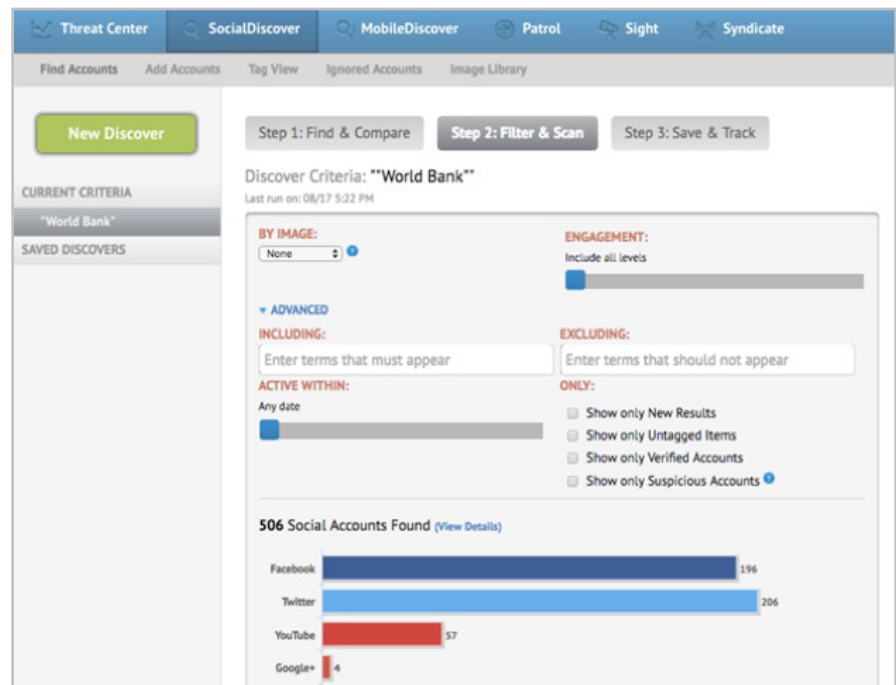 Threat Center SocialDiscover MobileDiscover Patrol Sight Syndicate
Find Accounts Add Accounts Tag View Ignored Accounts Image Library
New Discover
CURRENT CRITERIA
"World Bank"
SAVED DISCOVERS
Step 1: Find & Compare Step 2: Filter & Scan Step 3: Save & Track
Discover Criteria: ""World Bank""
Last run on: 08/17 5:22 PM
BY IMAGE:
None ?
ENGAGEMENT:
Include all levels
ADVANCED
INCLUDING:
Enter terms that must appear
EXCLUDING:
Enter terms that should not appear
ACTIVE WITHIN:
Any date
ONLY:
Show only New Results
Show only Untagged Items
Show only Verified Accounts
Show only Suspicious Accounts ?
506 Social Accounts Found (View Details)
Facebook 196
Twitter 206
YouTube 57
Google+ 4